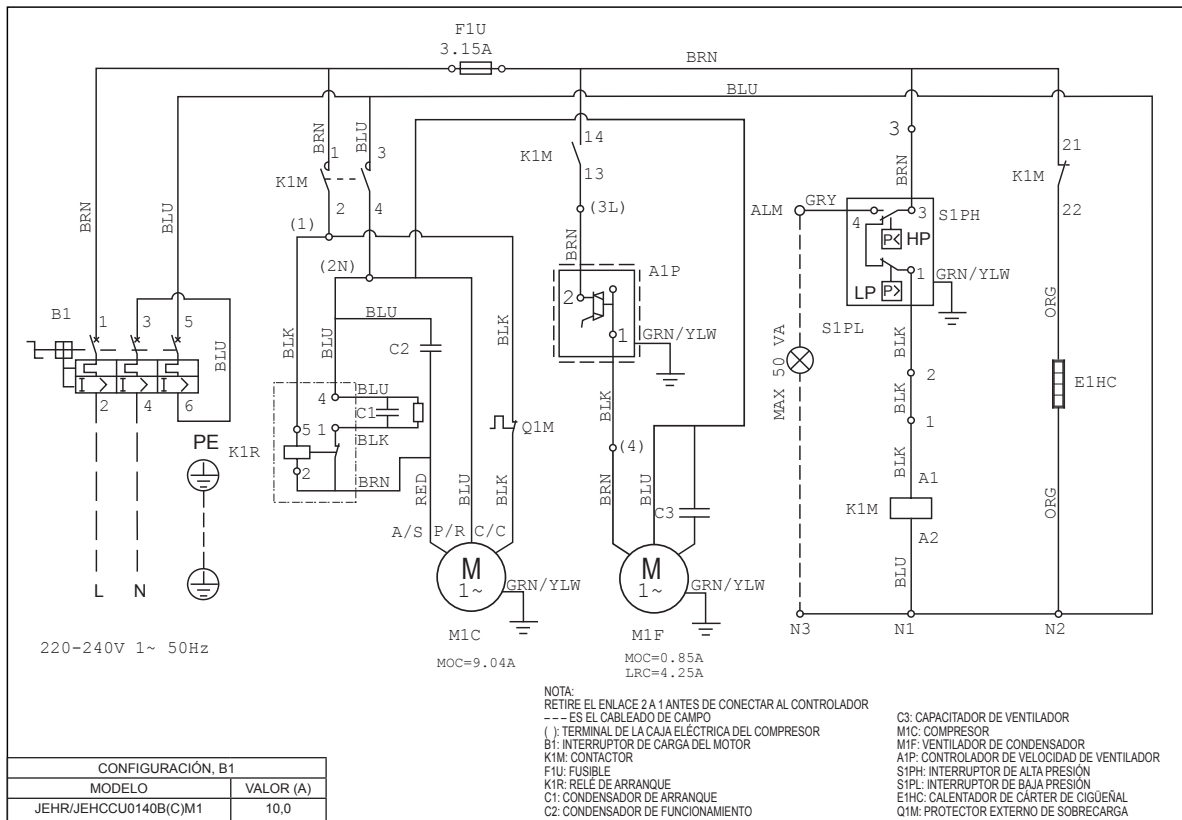 F1U
3.15A
BRN
BLU
BRN
BLU
1
3
K1M
2
4
(1)
(2N)
14
K1M
13
(3L)
BRN
3
BRN
ALM
GRY
4
3
S1PH
P<
HP
1
LP
P>
GRN/YLW
S1PL
21
K1M
22
ORG
BRN
BLU
B1
1
3
5
BLU
2
4
6
PE
L
N
220-240V 1~ 50Hz
BLK
BLU
BLU
C2
BLK
A1P
2
1
GRN/YLW
BLK
(4)
MAX 50 VA
BLK
2
BLK
1
BLK
A1
K1M
A2
BLU
E1HC
ORG
K1R
4
BLU
C1
5
1
BLK
2
BRN
RED
BLU
BLK
Q1M
A/S
P/R
C/C
M
1~
GRN/YLW
M1C
MOC=9.04A
BRN
BLU
C3
M
1~
GRN/YLW
M1F
MOC=0.85A
LRC=4.25A
N3
N1
N2
NOTA:
RETIRE EL ENLACE 2 A 1 ANTES DE CONECTAR AL CONTROLADOR
--- ES EL CABLEADO DE CAMPO
( ): TERMINAL DE LA CAJA ELÉCTRICA DEL COMPRESOR
B1: INTERRUPTOR DE CARGA DEL MOTOR
K1M: CONTACTOR
F1U: FUSIBLE
K1R: RELÉ DE ARRANQUE
C1: CONDENSADOR DE ARRANQUE
C2: CONDENSADOR DE FUNCIONAMIENTO
C3: CAPACITADOR DE VENTILADOR
M1C: COMPRESOR
M1F: VENTILADOR DE CONDENSADOR
A1P: CONTROLADOR DE VELOCIDAD DE VENTILADOR
S1PH: INTERRUPTOR DE ALTA PRESIÓN
S1PL: INTERRUPTOR DE BAJA PRESIÓN
E1HC: CALENTADOR DE CÁRTER DE CIGÜEÑAL
Q1M: PROTECTOR EXTERNO DE SOBRECARGA
CONFIGURACIÓN, B1
MODELO VALOR (A)
JEHR/JEHCCU0140B(C)M1 10,0